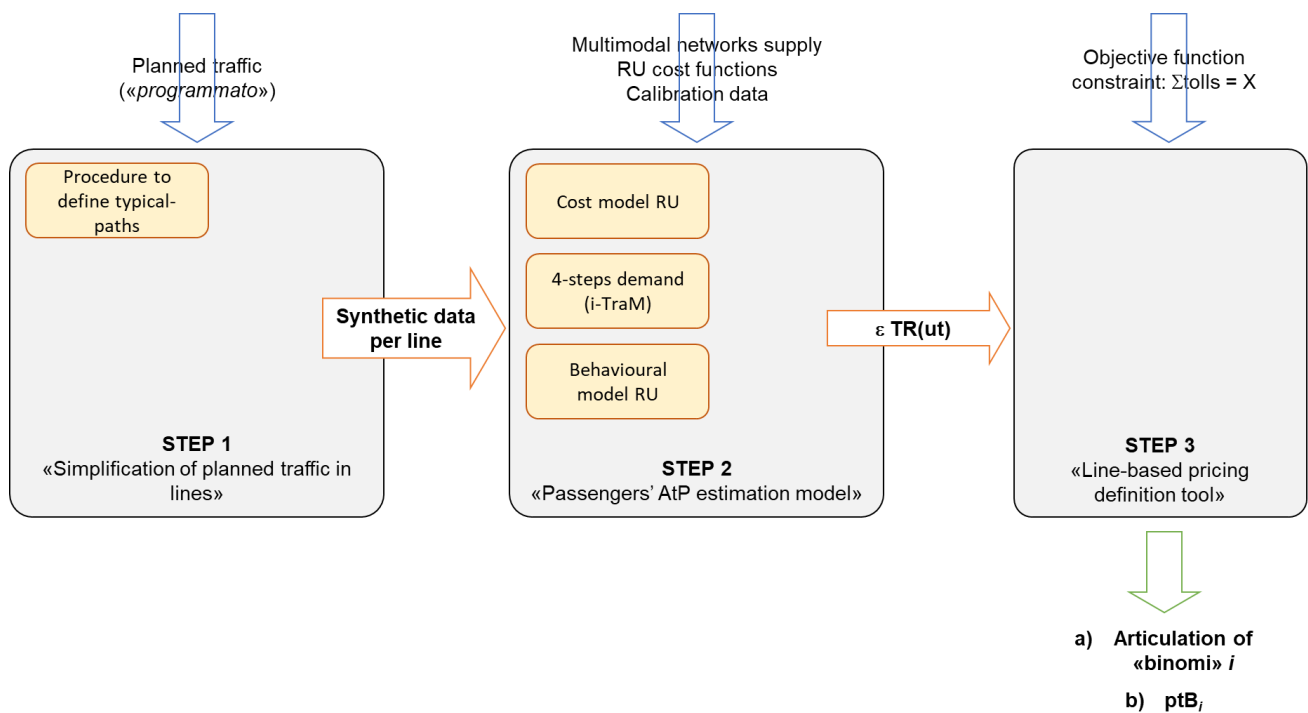 Planned traffic
(«programmato»)
Multimodal networks supply
RU cost functions
Calibration data
Objective function
constraint: Σtolls = X
Procedure to
define typical-
paths
Cost model RU
4-steps demand
(i-TraM)
Behavioural
model RU
Synthetic data
per line
ε TR(ut)
STEP 1
«Simplification of planned traffic in
lines»
STEP 2
«Passengers’ AtP estimation model»
STEP 3
«Line-based pricing
definition tool»
a) Articulation of
«binomi» i
b) ptBi